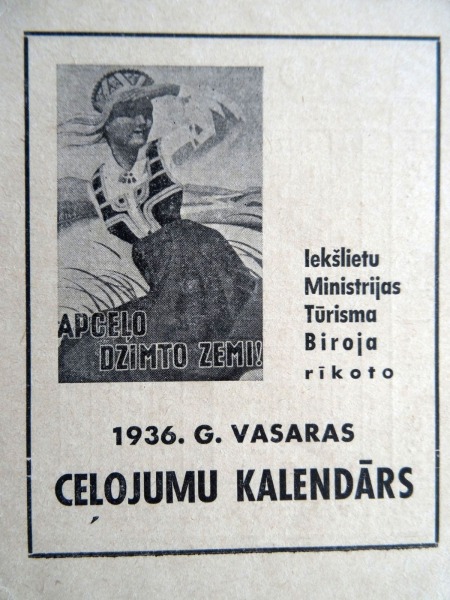 APCEĻO
DZIMTO ZEMI!
Iekšlietu
Ministrijas
Tūrisma
Biroja
rīkoto
1936. G. VASARAS
CEĻOJUMU KALENDĀRS